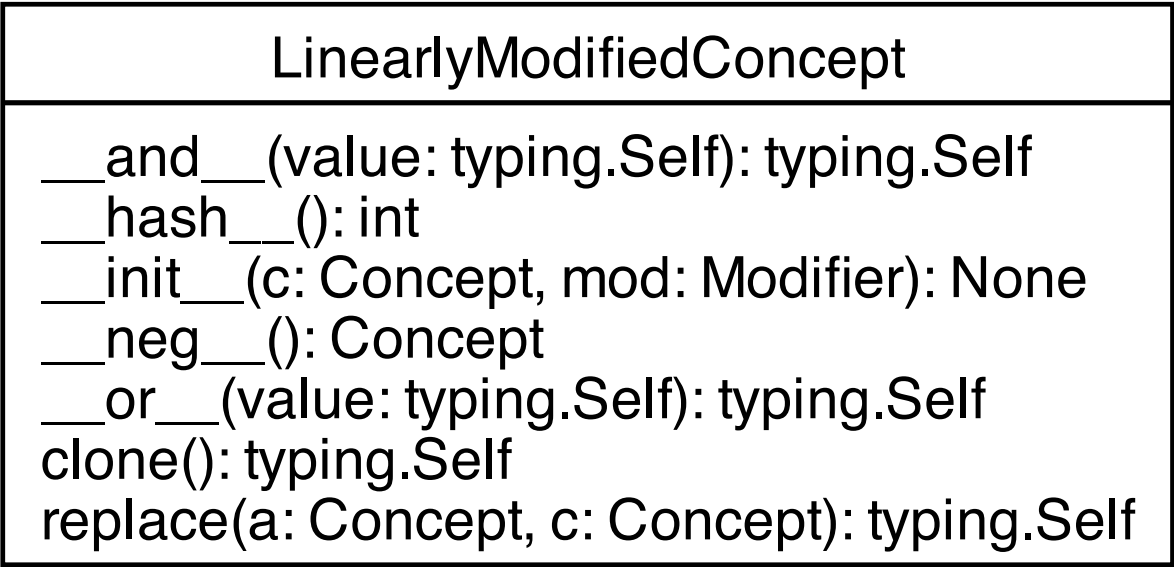 LinearlyModifiedConcept
__and__(value: typing.Self): typing.Self
__hash__(): int
__init__(c: Concept, mod: Modifier): None
__neg__(): Concept
__or__(value: typing.Self): typing.Self
clone(): typing.Self
replace(a: Concept, c: Concept): typing.Self